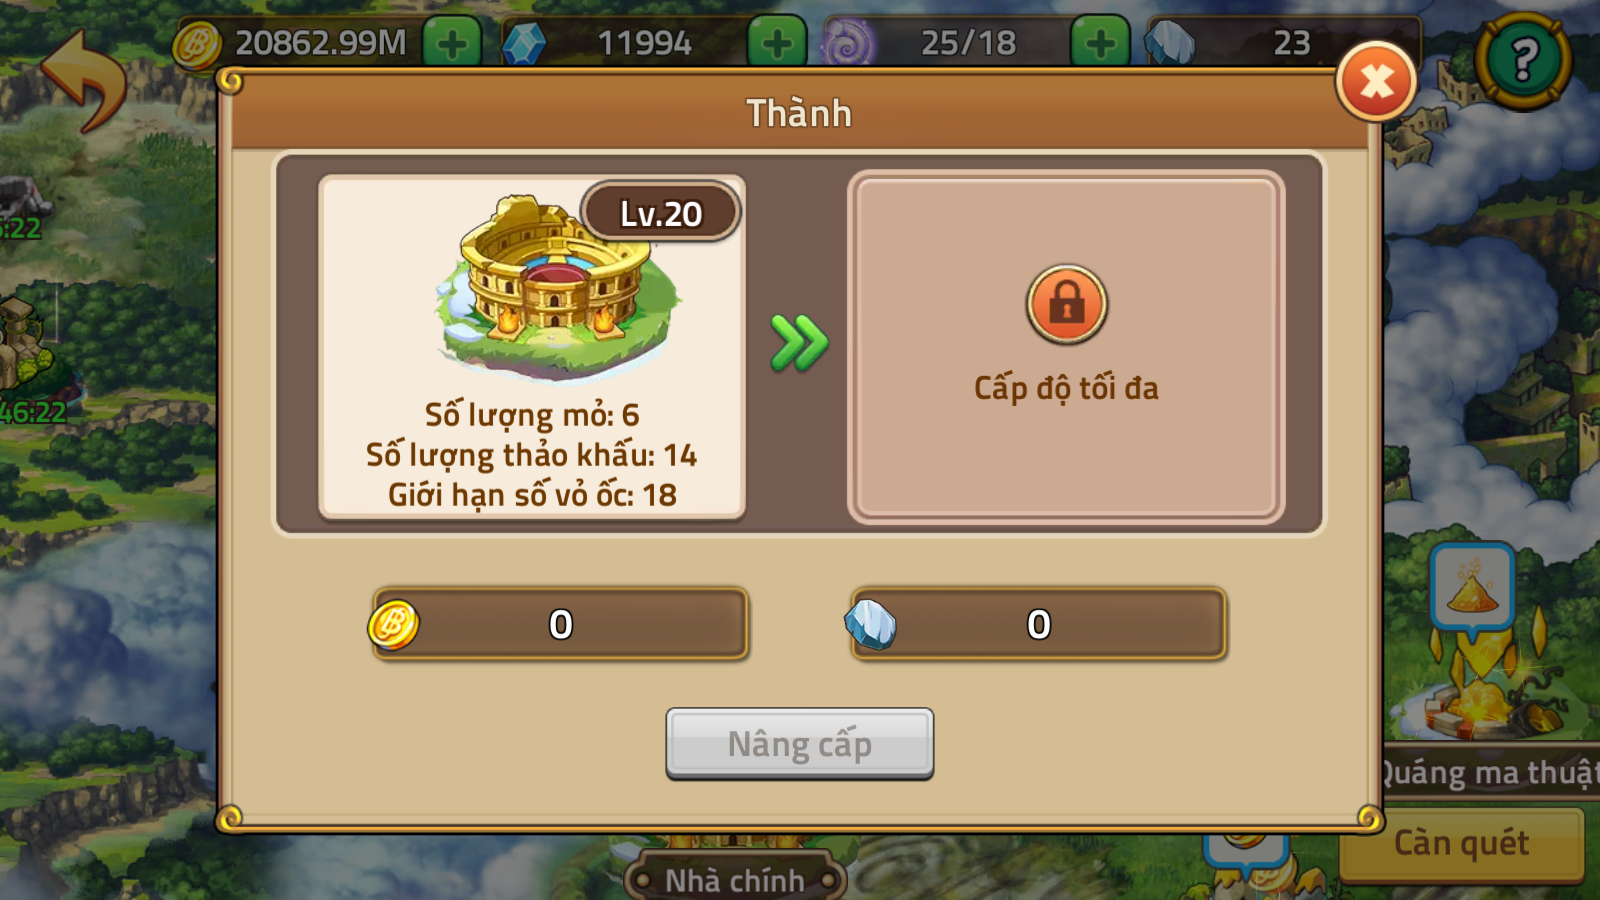 20862.99M
11994
25/18
23
Thành
Lv.20
Số lượng mỏ: 6
Số lượng thảo khấu: 14
Giới hạn số vỏ ốc: 18
Cấp độ tối đa
0
0
Nâng cấp
:22
46:22
Quáng ma thuật
Càn quét
Nhà chính